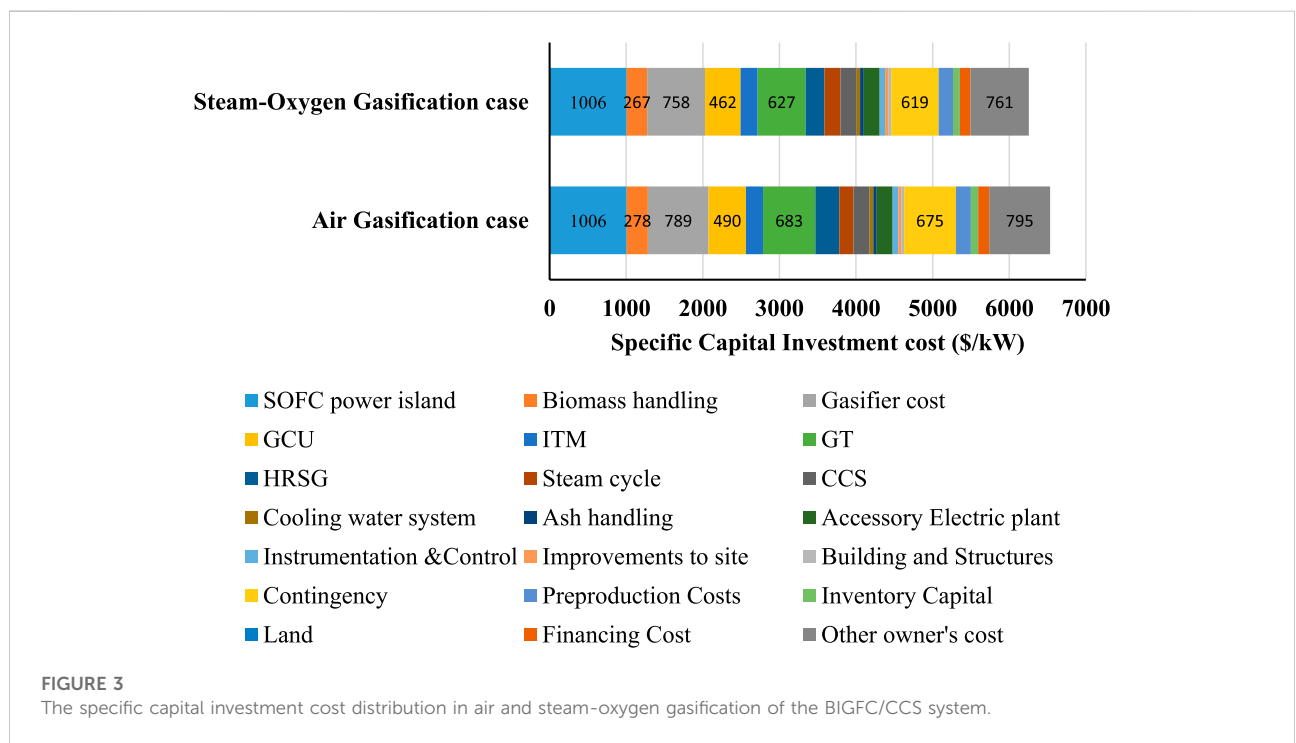 Steam-Oxygen Gasification case
1006 267 758 462 627 619 761
Air Gasification case
1006 278 789 490 683 675 795
0 1000 2000 3000 4000 5000 6000 7000
Specific Capital Investment cost ($/kW)
SOFC power island Biomass handling Gasifier cost
GCU ITM GT
HRSG Steam cycle CCS
Cooling water system Ash handling Accessory Electric plant
Instrumentation &Control Improvements to site Building and Structures
Contingency Preproduction Costs Inventory Capital
Land Financing Cost Other owner's cost
FIGURE 3
The specific capital investment cost distribution in air and steam-oxygen gasification of the BIGFC/CCS system.